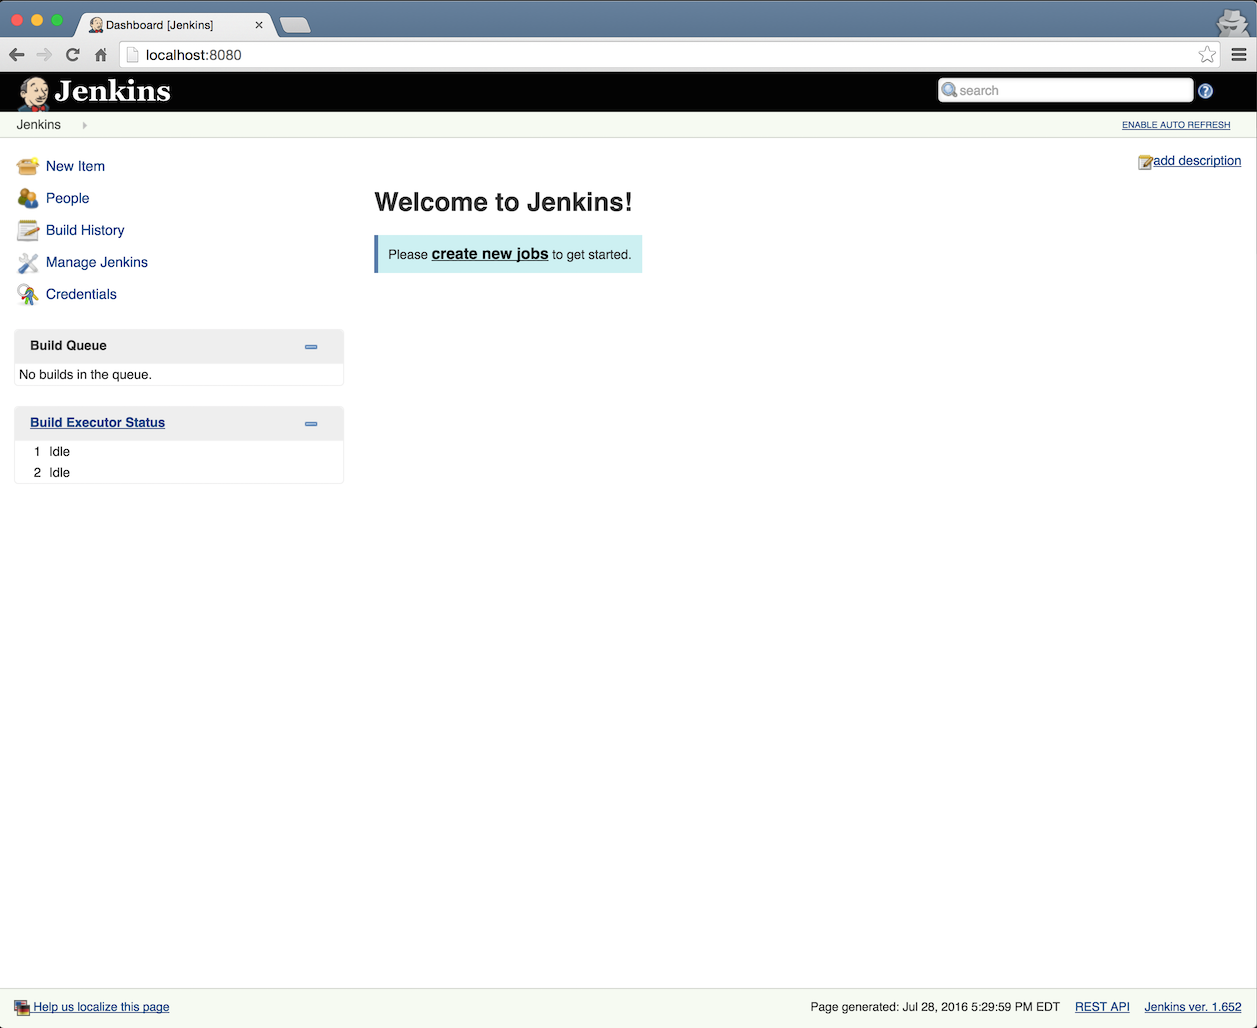 Dashboard [Jenkins]
localhost:8080
Jenkins
search
Jenkins
ENABLE AUTO REFRESH
New Item
People
Build History
Manage Jenkins
Credentials
Build Queue
No builds in the queue.
Build Executor Status
1 Idle
2 Idle
add description
Welcome to Jenkins!
Please create new jobs to get started.
Help us localize this page
Page generated: Jul 28, 2016 5:29:59 PM EDT REST API Jenkins ver. 1.652